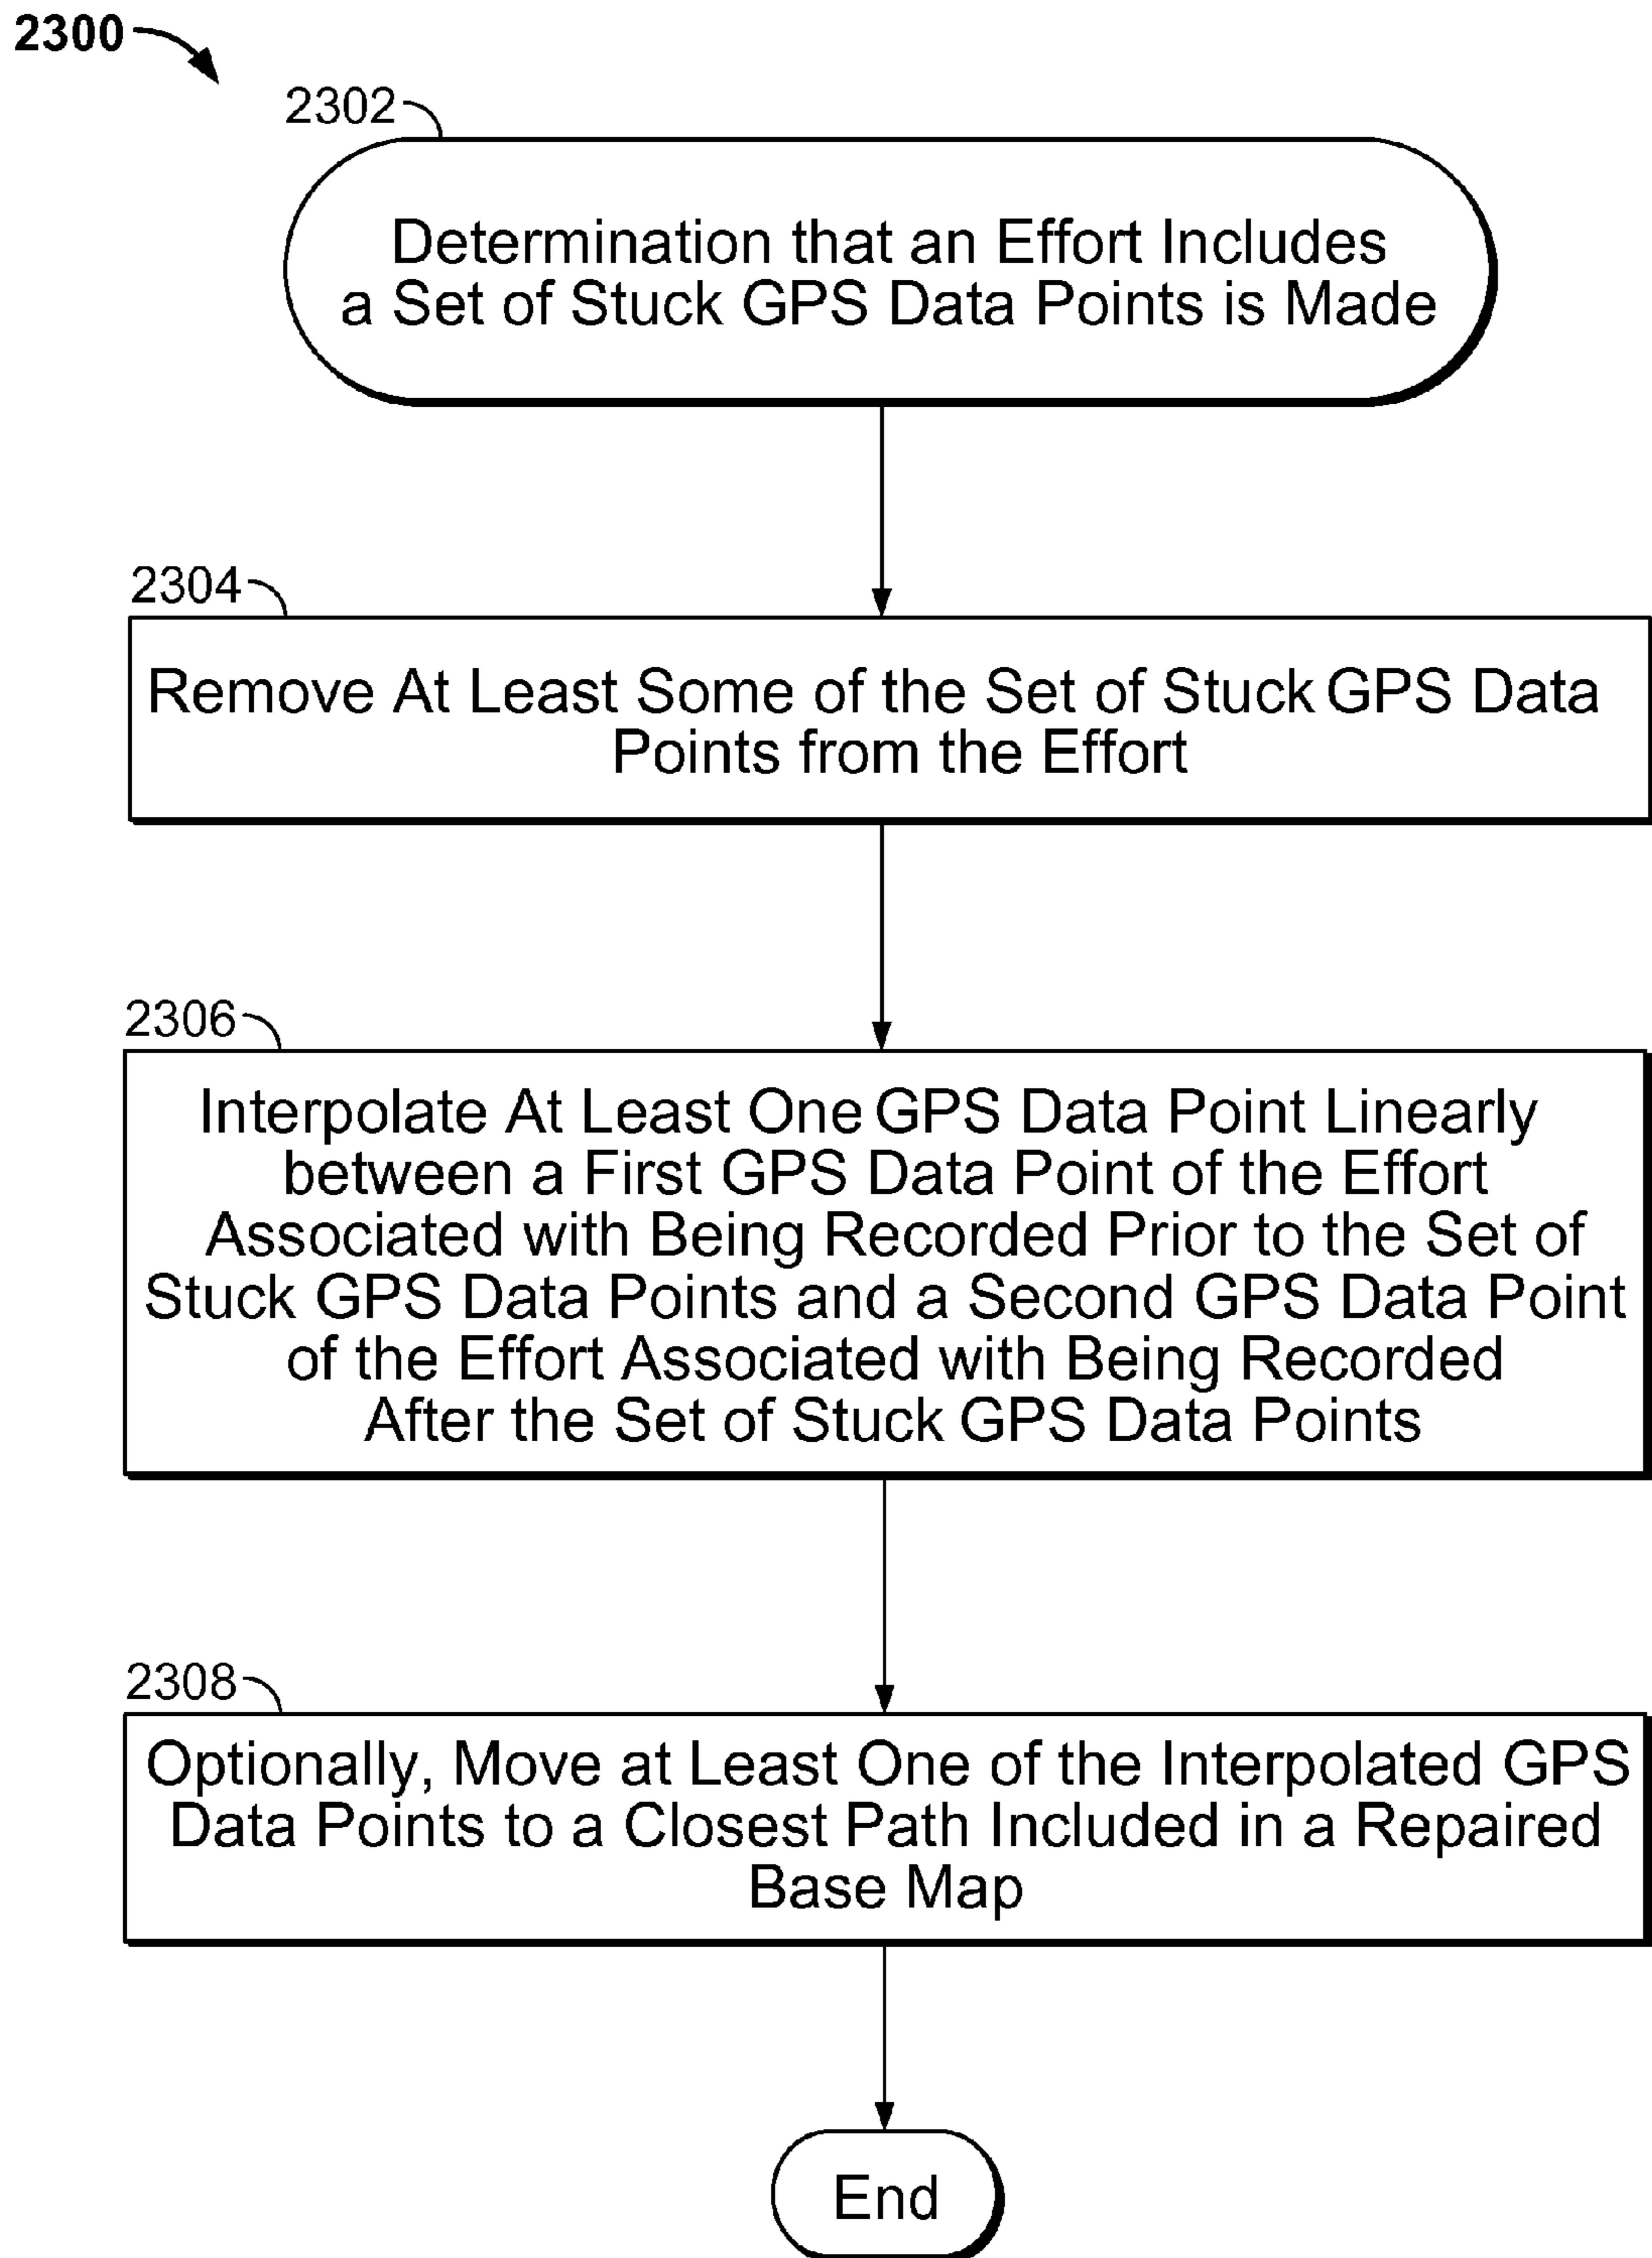 2300
2302
Determination that an Effort Includes
a Set of Stuck GPS Data Points is Made
2304
Remove At Least Some of the Set of Stuck GPS Data
Points from the Effort
2306
Interpolate At Least One GPS Data Point Linearly
between a First GPS Data Point of the Effort
Associated with Being Recorded Prior to the Set of
Stuck GPS Data Points and a Second GPS Data Point
of the Effort Associated with Being Recorded
After the Set of Stuck GPS Data Points
2308
Optionally, Move at Least One of the Interpolated GPS
Data Points to a Closest Path Included in a Repaired
Base Map
End